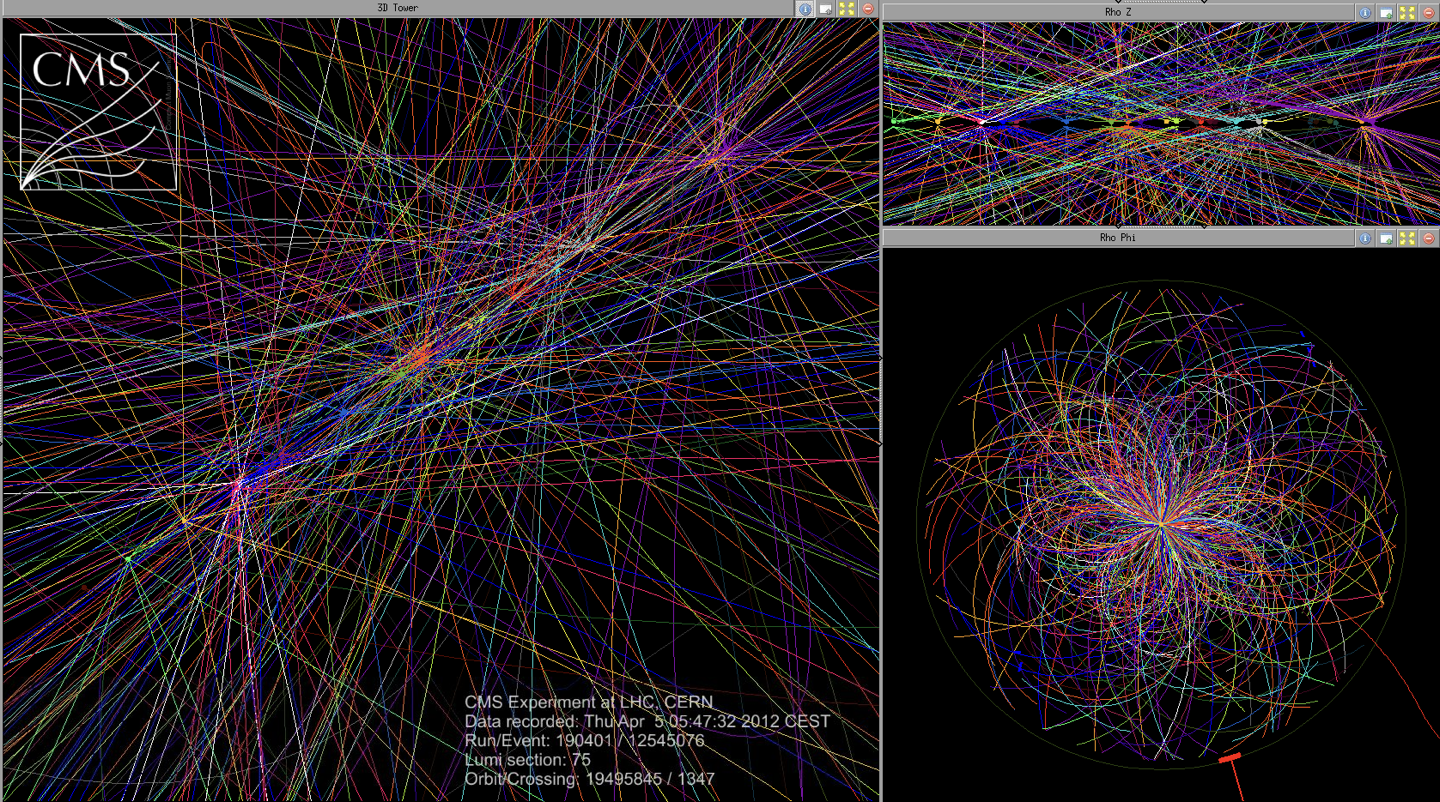 3D Tower
CMS
CMS Experiment at LHC, CERN
Data recorded: Thu Apr 5 05:47:32 2012 CEST
Run/Event: 190401 / 12545076
Lumi section: 75
Orbit/Crossing: 19495845 / 1347
Rho Z
Rho Phi